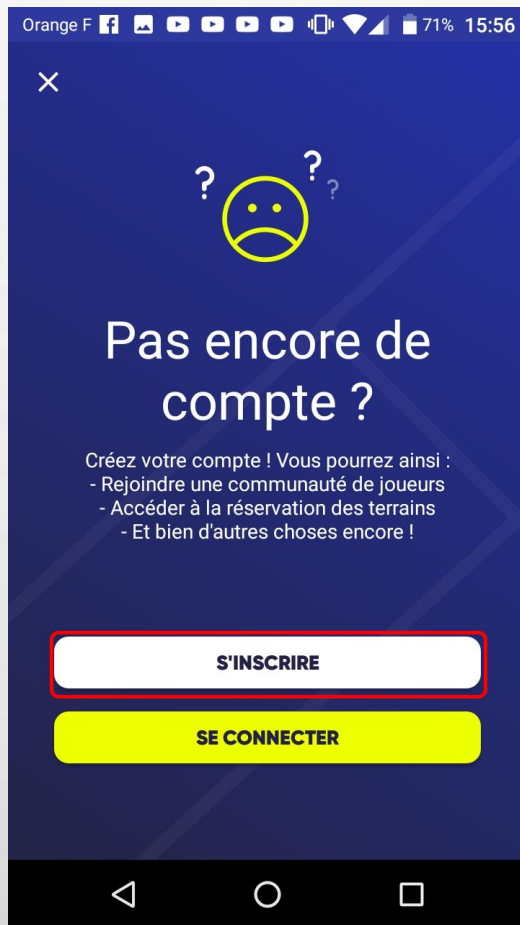 Orange F 71% 15:56
? ? ?
Pas encore de
compte ?
Créez votre compte ! Vous pourrez ainsi :
- Rejoindre une communauté de joueurs
- Accéder à la réservation des terrains
- Et bien d'autres choses encore !
S'INSCRIRE
SE CONNECTER